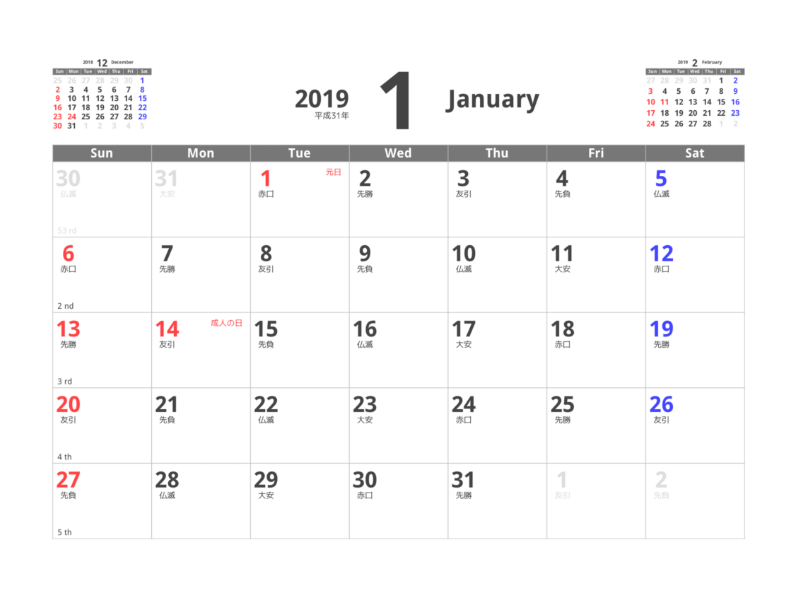 2018 12 December
Sun Mon Tue Wed Thu Fri Sat
25 26 27 28 29 30 1
2 3 4 5 6 7 8
9 10 11 12 13 14 15
16 17 18 19 20 21 22
23 24 25 26 27 28 29
30 31 1 2 3 4 5
2019 1 January
平成31年
2019 2 February
Sun Mon Tue Wed Thu Fri Sat
27 28 29 30 31 1 2
3 4 5 6 7 8 9
10 11 12 13 14 15 16
17 18 19 20 21 22 23
24 25 26 27 28 1 2
Sun Mon Tue Wed Thu Fri Sat
30 31 1 元日 2 3 4 5
仏滅 大安 赤口 先勝 友引 先負 仏滅
53 rd
6 7 8 9 10 11 12
赤口 先勝 友引 先負 仏滅 大安 赤口
2 nd
13 14 成人の日 15 16 17 18 19
先勝 友引 先負 仏滅 大安 赤口 先勝
3 rd
20 21 22 23 24 25 26
友引 先負 仏滅 大安 赤口 先勝 友引
4 th
27 28 29 30 31 1 2
先負 仏滅 大安 赤口 先勝 友引 先負
5 th